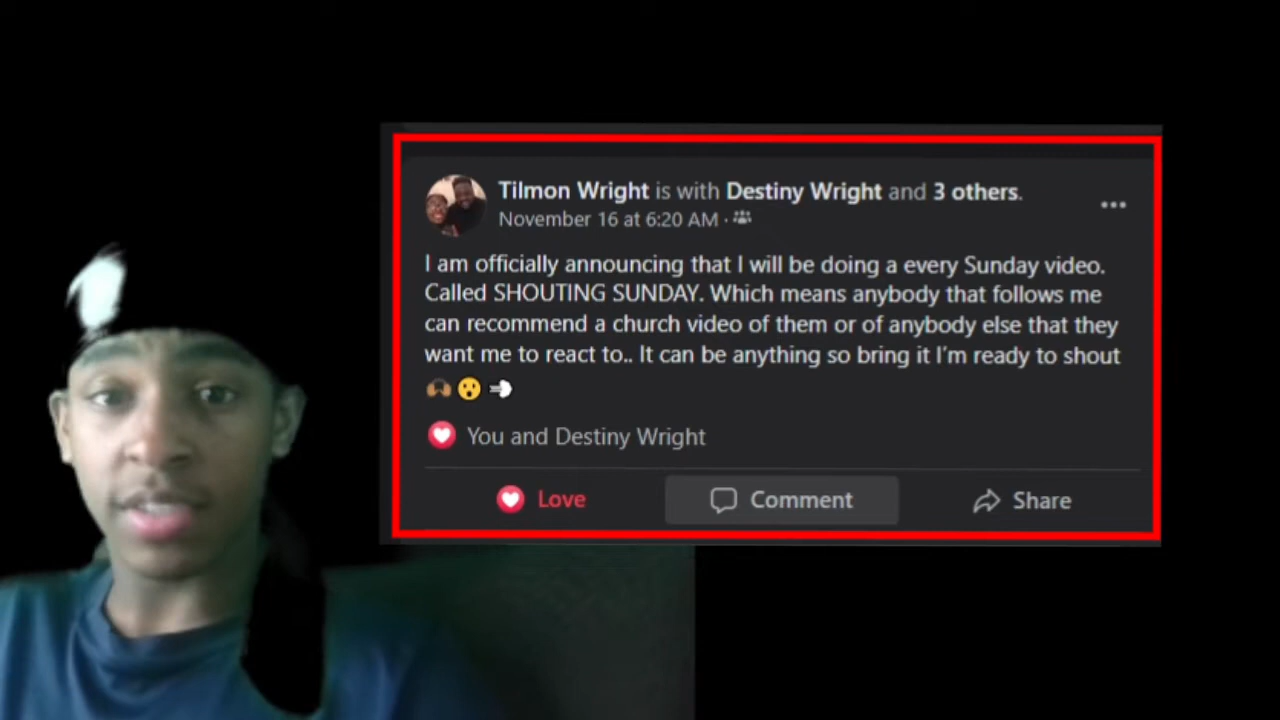 Tilmon Wright is with Destiny Wright and 3 others.
November 16 at 6:20 AM ·
I am officially announcing that I will be doing a every Sunday video.
Called SHOUTING SUNDAY. Which means anybody that follows me
can recommend a church video of them or of anybody else that they
want me to react to.. It can be anything so bring it I'm ready to shout
🙌🏾😮💨
You and Destiny Wright
Love
Comment
Share